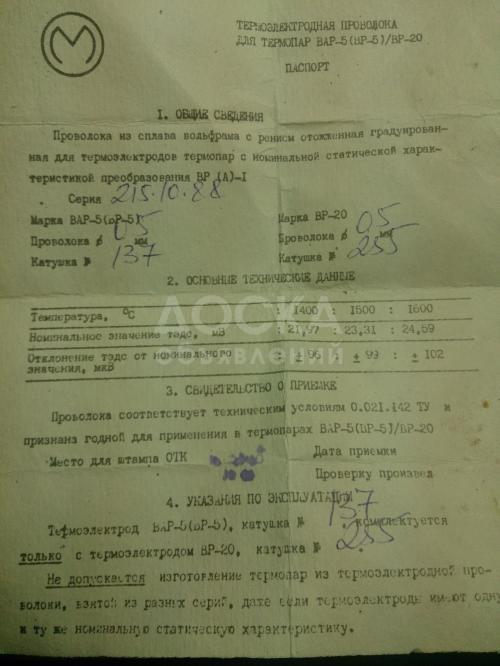 М
ТЕРМОЭЛЕКТРОДНАЯ ПРОВОЛОКА
ДЛЯ ТЕРМОПАР ВАР-5(ВР-5)/ВР-20
ПАСПОРТ
I. ОБЩИЕ СВЕДЕНИЯ
Проволока из сплава вольфрама с рением отожженная градуирован-
ная для термоэлектродов термопар с номинальной статической харак-
теристикой преобразования ВР (А)-I
Серия 215.10.88
Марка ВАР-5(ВР-5) Марка ВР-20
Проволока ø 05 мм Проволока ø 05 мм
Катушка № 137 Катушка № 255
2. ОСНОВНЫЕ ТЕХНИЧЕСКИЕ ДАННЫЕ
Температура, °С : I400 : I500 : I600
Номинальное значение тэдс, мВ : 21,97 : 23,31 : 24,59
Отклонение тэдс от номинального : ± 96 : ± 99 : ± 102
значения, мкВ
ДОСКА
ОБЪЯВЛЕНИЙ
3. СВИДЕТЕЛЬСТВО О ПРИЕМКЕ
Проволока соответствует техническим условиям 0.021.142 ТУ и
признана годной для применения в термопарах ВАР-5(ВР-5)/ВР-20
Место для штампа ОТК Дата приемки
Проверку произвел
4. УКАЗАНИЯ ПО ЭКСПЛУАТАЦИИ
Термоэлектрод ВАР-5(ВР-5), катушка № 137 комплектуется
только с термоэлектродом ВР-20, катушка № 255
Не допускается изготовление термопар из термоэлектродной про-
волоки, взятой из разных серий, даже если термоэлектроды имеют одну
и ту же номинальную статическую характеристику.